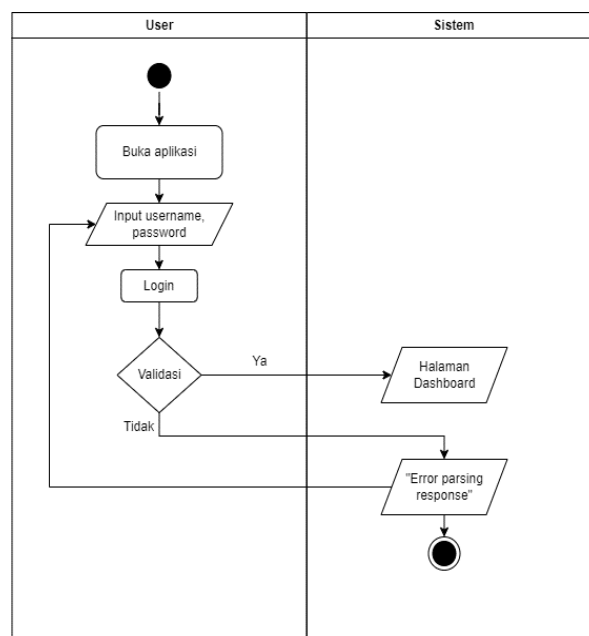 User
Sistem
Buka aplikasi
Input username,
password
Login
Validasi
Ya
Halaman
Dashboard
Tidak
"Error parsing
response"